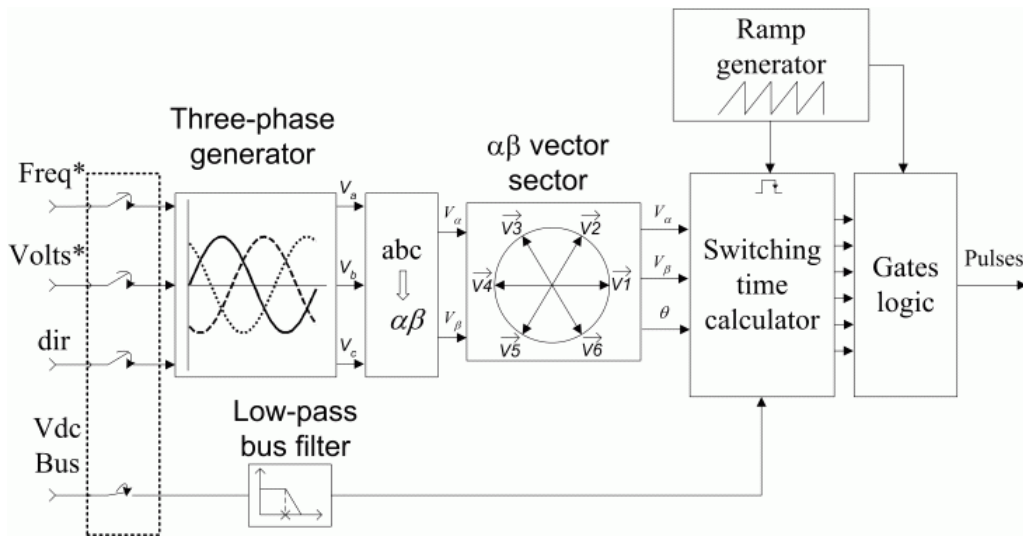 Ramp
generator
Three-phase
generator
αβ vector
sector
Freq*
Volts*
dir
Vdc
Bus
Va
Vb
Vc
abc
αβ
Vα
Vβ
V3
V2
V4
V1
V5
V6
Vα
Vβ
θ
Switching
time
calculator
Gates
logic
Pulses
Low-pass
bus filter